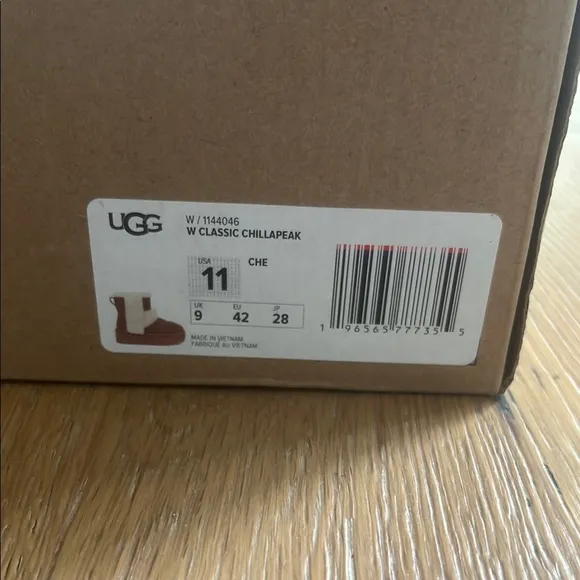 UGG
W / 1144046
W CLASSIC CHILLAPEAK
USA
11
CHE
UK EU JP
9 42 28
MADE IN VIETNAM
FABRIQUÉ AU VIETNAM
1 96565 77735 5